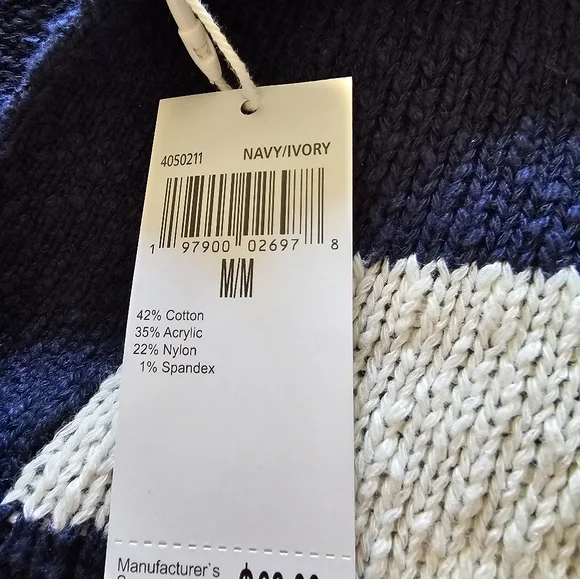 4050211 NAVY/IVORY
1 97900 02697 8
M/M
42% Cotton
35% Acrylic
22% Nylon
1% Spandex
Manufacturer`s